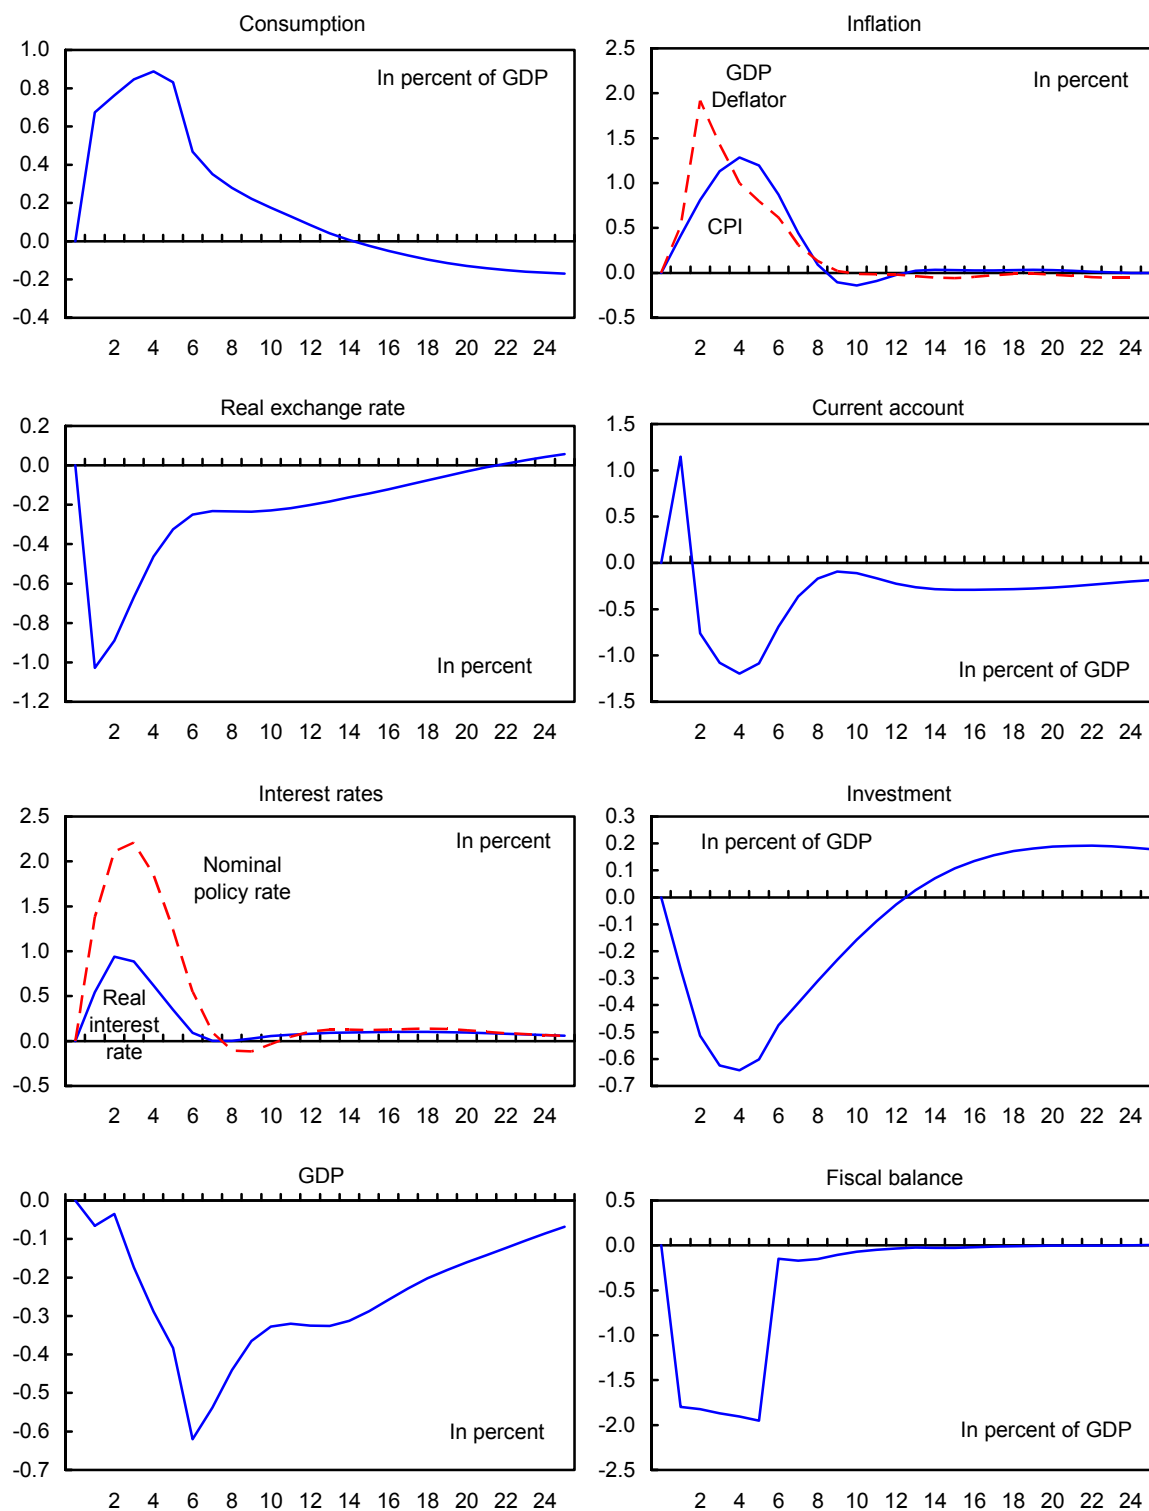 Consumption
1.0
0.8
0.6
0.4
0.2
0.0
-0.2
-0.4
In percent of GDP
2 4 6 8 10 12 14 16 18 20 22 24
Inflation
2.5
2.0
1.5
1.0
0.5
0.0
-0.5
GDP
Deflator
In percent
CPI
2 4 6 8 10 12 14 16 18 20 22 24
Real exchange rate
0.2
0.0
-0.2
-0.4
-0.6
-0.8
-1.0
-1.2
In percent
2 4 6 8 10 12 14 16 18 20 22 24
Current account
1.5
1.0
0.5
0.0
-0.5
-1.0
-1.5
In percent of GDP
2 4 6 8 10 12 14 16 18 20 22 24
Interest rates
2.5
2.0
1.5
1.0
0.5
0.0
-0.5
In percent
Nominal
policy rate
Real
interest
rate
2 4 6 8 10 12 14 16 18 20 22 24
Investment
0.3
0.2
0.1
0.0
-0.1
-0.2
-0.3
-0.4
-0.5
-0.6
-0.7
In percent of GDP
2 4 6 8 10 12 14 16 18 20 22 24
GDP
0.0
-0.1
-0.2
-0.3
-0.4
-0.5
-0.6
-0.7
In percent
2 4 6 8 10 12 14 16 18 20 22 24
Fiscal balance
0.5
0.0
-0.5
-1.0
-1.5
-2.0
-2.5
In percent of GDP
2 4 6 8 10 12 14 16 18 20 22 24